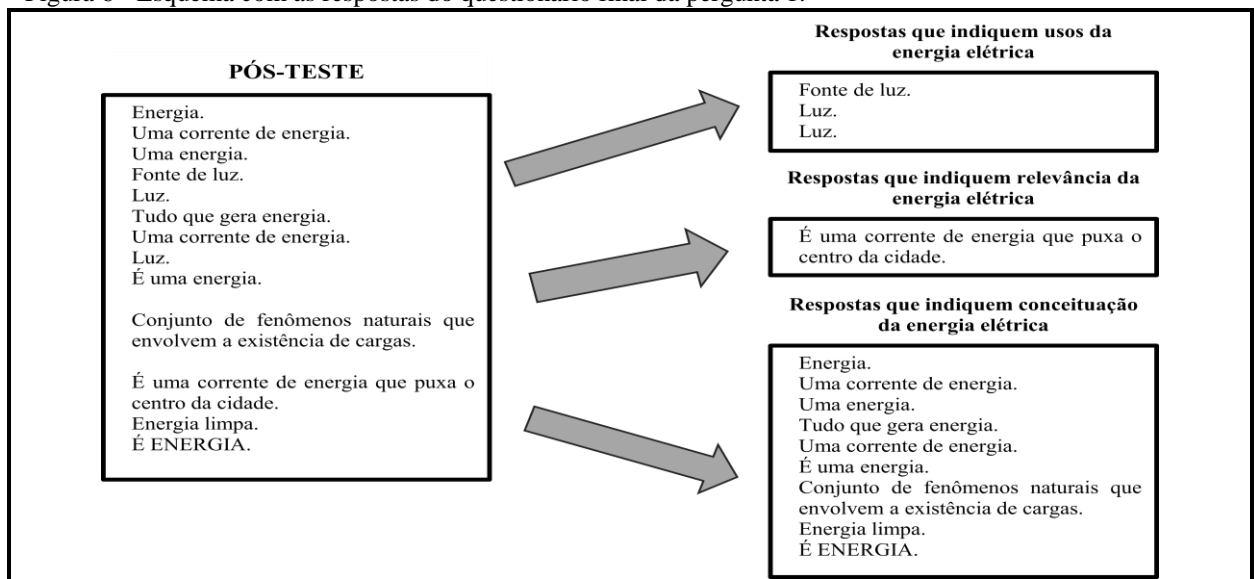 Figura 6 - Esquema com as respostas do questionário final da pergunta 1.
PÓS-TESTE
Energia.
Uma corrente de energia.
Uma energia.
Fonte de luz.
Luz.
Tudo que gera energia.
Uma corrente de energia.
Luz.
É uma energia.
Conjunto de fenômenos naturais que
envolvem a existência de cargas.
É uma corrente de energia que puxa o
centro da cidade.
Energia limpa.
É ENERGIA.
Respostas que indiquem usos da
energia elétrica
Fonte de luz.
Luz.
Luz.
Respostas que indiquem relevância da
energia elétrica
É uma corrente de energia que puxa o
centro da cidade.
Respostas que indiquem conceituação
da energia elétrica
Energia.
Uma corrente de energia.
Uma energia.
Tudo que gera energia.
Uma corrente de energia.
É uma energia.
Conjunto de fenômenos naturais que
envolvem a existência de cargas.
Energia limpa.
É ENERGIA.